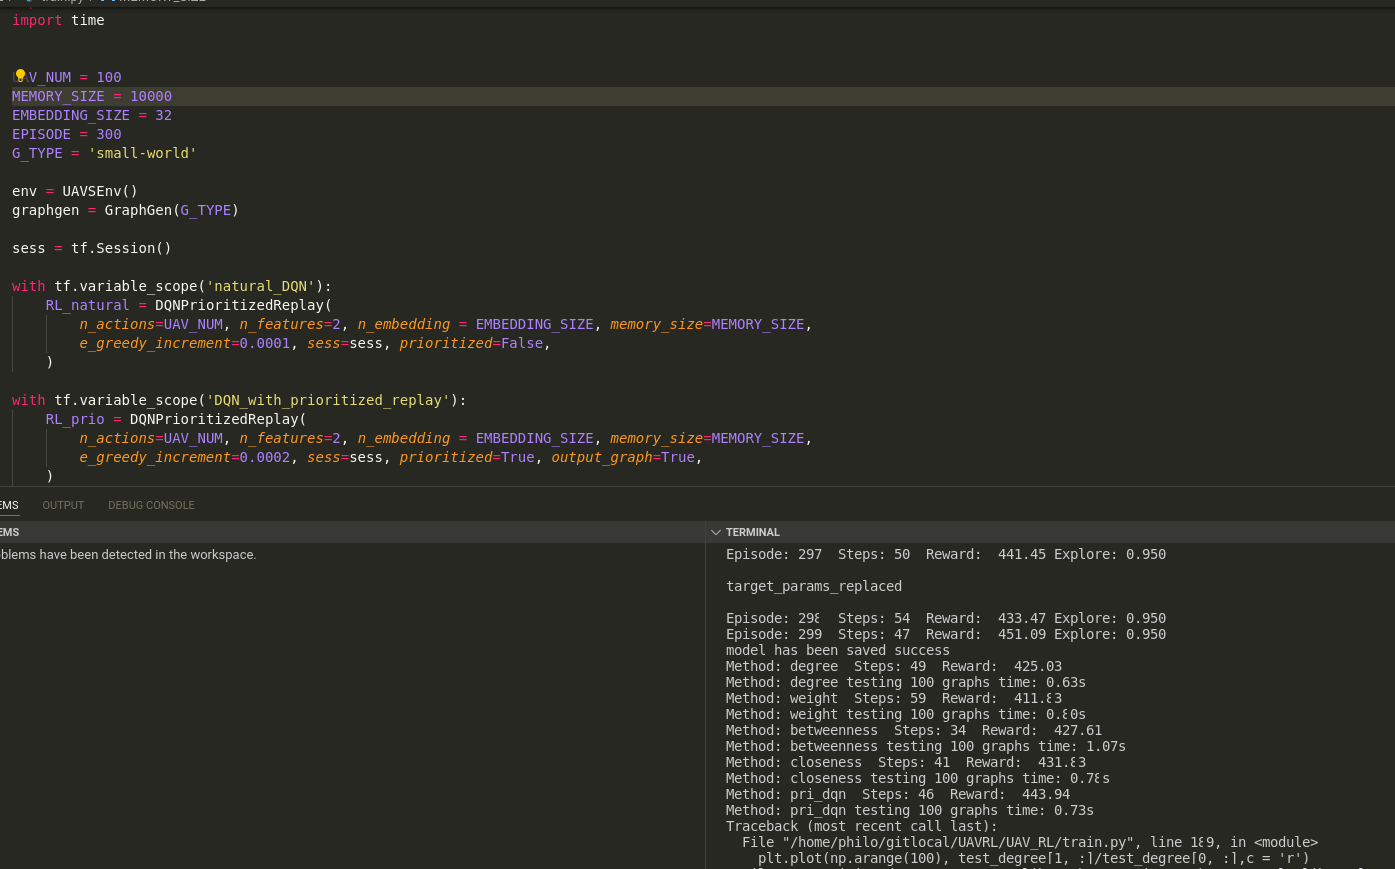 import time
V_NUM = 100
MEMORY_SIZE = 10000
EMBEDDING_SIZE = 32
EPISODE = 300
G_TYPE = 'small-world'
env = UAVSEnv()
graphgen = GraphGen(G_TYPE)
sess = tf.Session()
with tf.variable_scope('natural_DQN'):
RL_natural = DQNPrioritizedReplay(
n_actions=UAV_NUM, n_features=2, n_embedding = EMBEDDING_SIZE, memory_size=MEMORY_SIZE,
e_greedy_increment=0.0001, sess=sess, prioritized=False,
)
with tf.variable_scope('DQN_with_prioritized_replay'):
RL_prio = DQNPrioritizedReplay(
n_actions=UAV_NUM, n_features=2, n_embedding = EMBEDDING_SIZE, memory_size=MEMORY_SIZE,
e_greedy_increment=0.0002, sess=sess, prioritized=True, output_graph=True,
)
EMS OUTPUT DEBUG CONSOLE
EMS
blems have been detected in the workspace.
TERMINAL
Episode: 297 Steps: 50 Reward: 441.45 Explore: 0.950
target_params_replaced
Episode: 298 Steps: 54 Reward: 433.47 Explore: 0.950
Episode: 299 Steps: 47 Reward: 451.09 Explore: 0.950
model has been saved success
Method: degree Steps: 49 Reward: 425.03
Method: degree testing 100 graphs time: 0.63s
Method: weight Steps: 59 Reward: 411.83
Method: weight testing 100 graphs time: 0.80s
Method: betweenness Steps: 34 Reward: 427.61
Method: betweenness testing 100 graphs time: 1.07s
Method: closeness Steps: 41 Reward: 431.83
Method: closeness testing 100 graphs time: 0.78s
Method: pri_dqn Steps: 46 Reward: 443.94
Method: pri_dqn testing 100 graphs time: 0.73s
Traceback (most recent call last):
File "/home/philo/gitlocal/UAVRL/UAV_RL/train.py", line 189, in <module>
plt.plot(np.arange(100), test_degree[1, :]/test_degree[0, :],c = 'r')